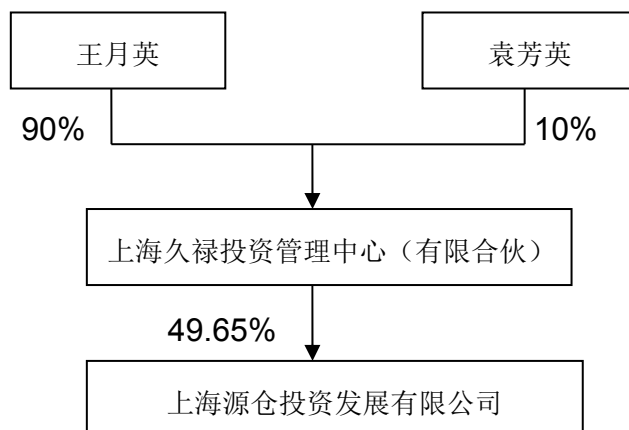 王月英
袁芳英
90%
10%
上海久禄投资管理中心（有限合伙）
49.65%
上海源仓投资发展有限公司